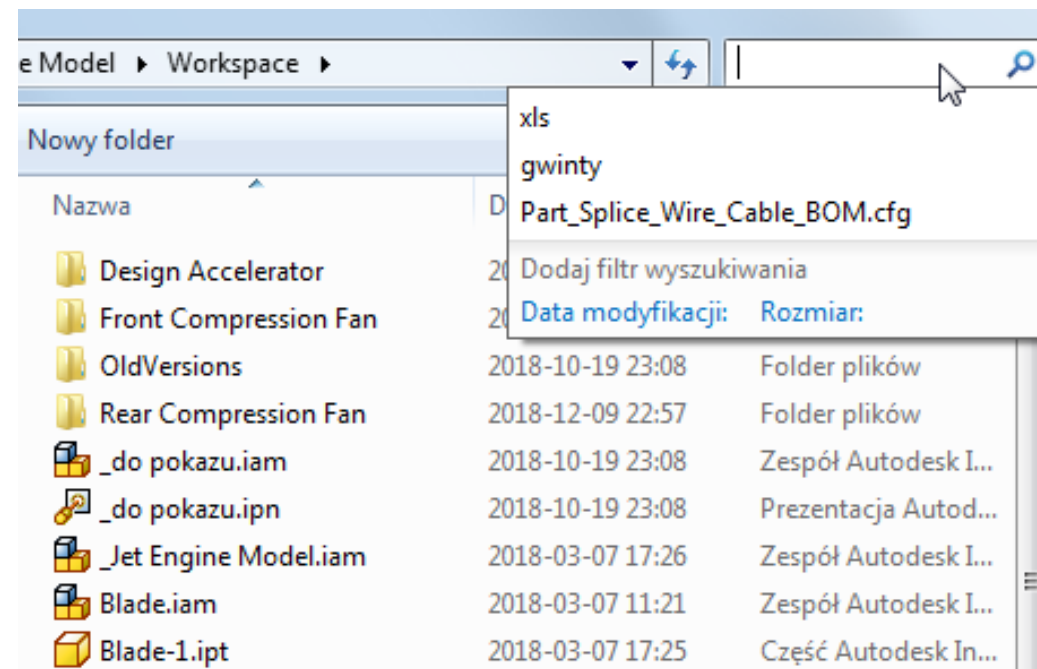 e Model ▸ Workspace ▸
xls
Nowy folder
gwinty
Nazwa
D
Part_Splice_Wire_Cable_BOM.cfg
Design Accelerator
20
Dodaj filtr wyszukiwania
Front Compression Fan
20
Data modyfikacji: Rozmiar:
OldVersions 2018-10-19 23:08 Folder plików
Rear Compression Fan 2018-12-09 22:57 Folder plików
_do pokazu.iam 2018-10-19 23:08 Zespół Autodesk I...
_do pokazu.ipn 2018-10-19 23:08 Prezentacja Autod...
_Jet Engine Model.iam 2018-03-07 17:26 Zespół Autodesk I...
Blade.iam 2018-03-07 11:21 Zespół Autodesk I...
Blade-1.ipt 2018-03-07 17:25 Część Autodesk In...